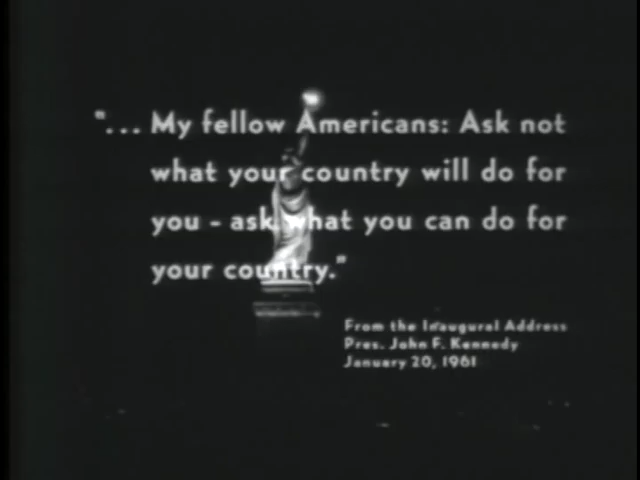 "... My fellow Americans: Ask not
what your country will do for
you - ask what you can do for
your country."
From the Inaugural Address
Pres. John F. Kennedy
January 20, 1961